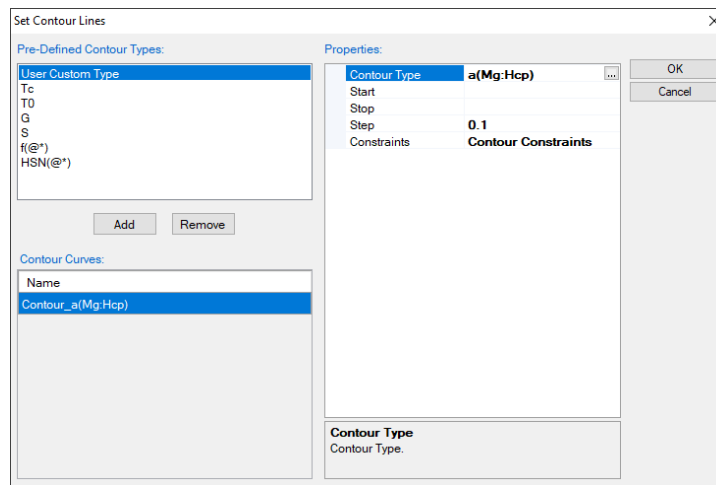 Set Contour Lines
Pre-Defined Contour Types:
User Custom Type
Tc
T0
G
S
f(@*)
HSN(@*)
Add Remove
Contour Curves:
Name
Contour_a(Mg:Hcp)
Properties:
Contour Type a(Mg:Hcp) ...
Start
Stop
Step 0.1
Constraints Contour Constraints
Contour Type
Contour Type.
OK
Cancel